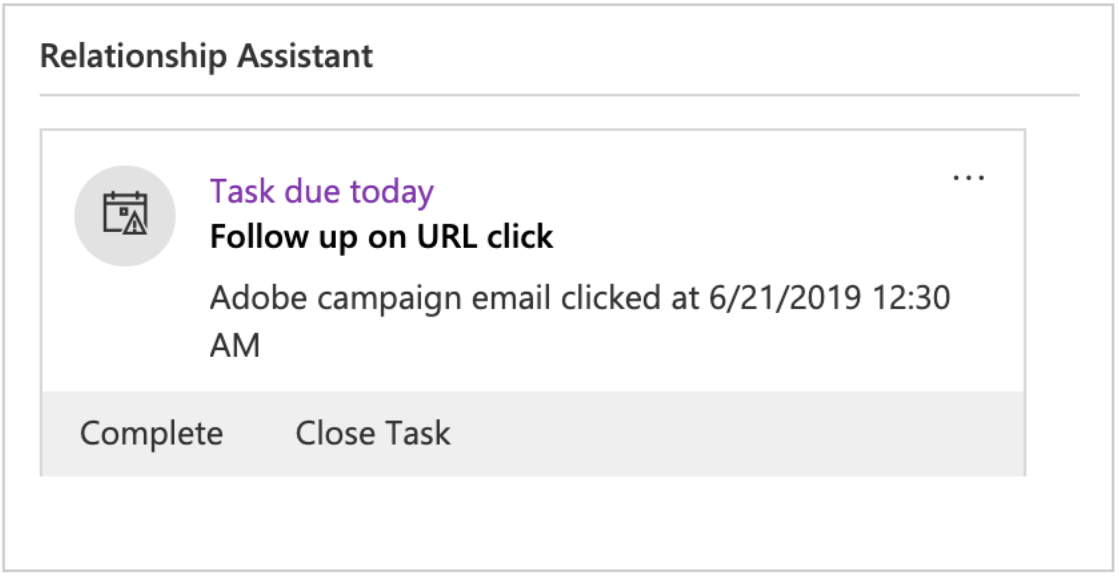 Relationship Assistant
Task due today
...
Follow up on URL click
Adobe campaign email clicked at 6/21/2019 12:30
AM
Complete Close Task